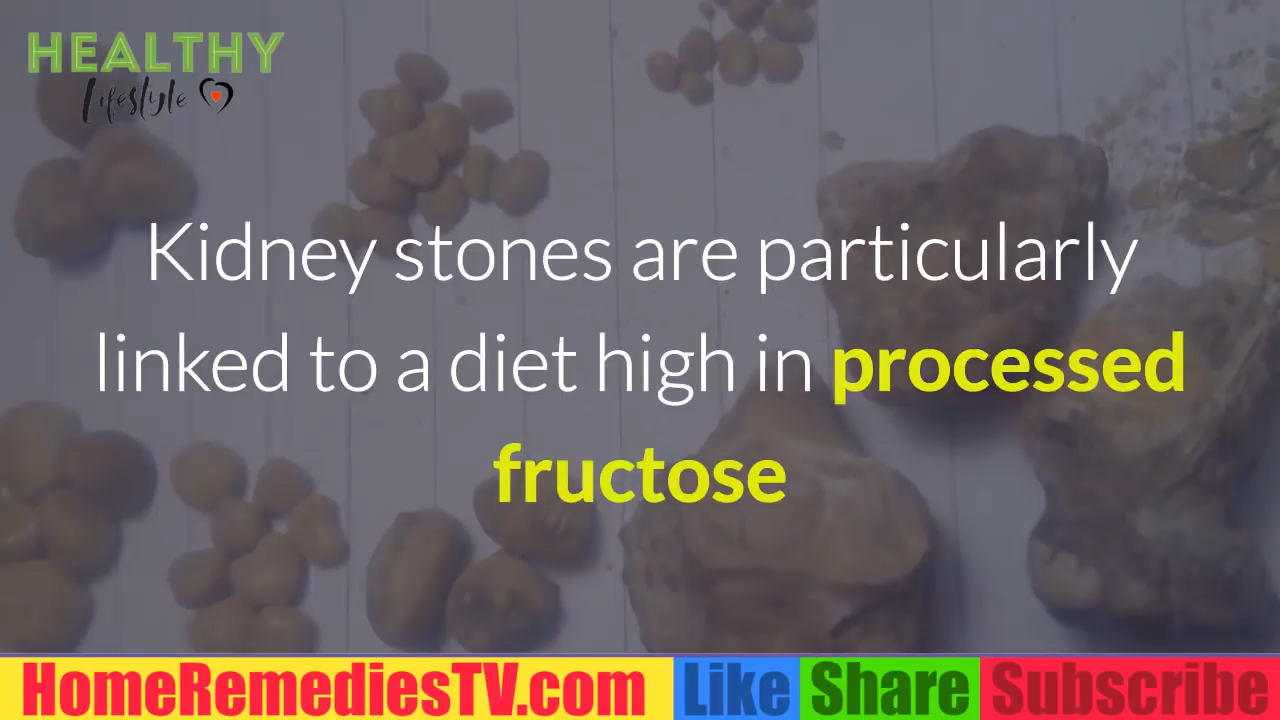 HEALTHY
Lifestyle
Kidney stones are particularly
linked to a diet high in processed
fructose
HomeRemediesTV.com Like Share Subscribe